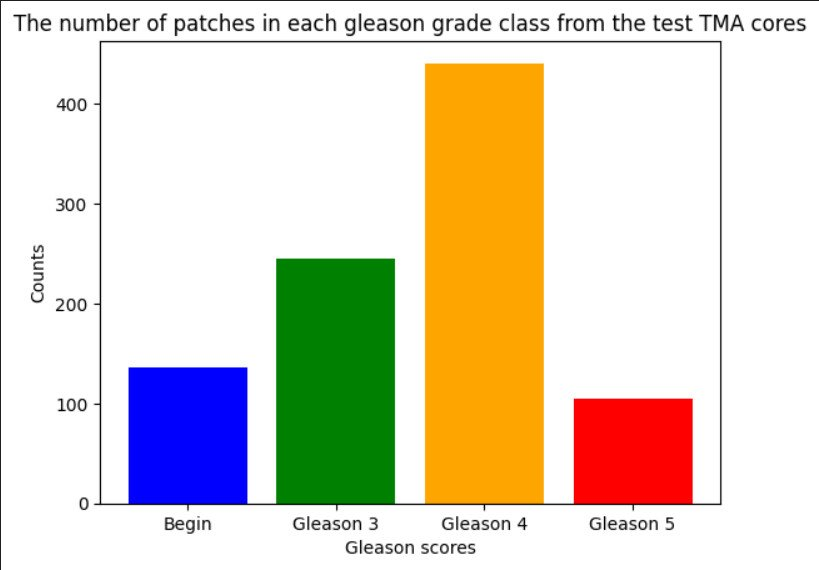 The number of patches in each gleason grade class from the test TMA cores
400
300
200
100
0
Counts
Begin Gleason 3 Gleason 4 Gleason 5
Gleason scores